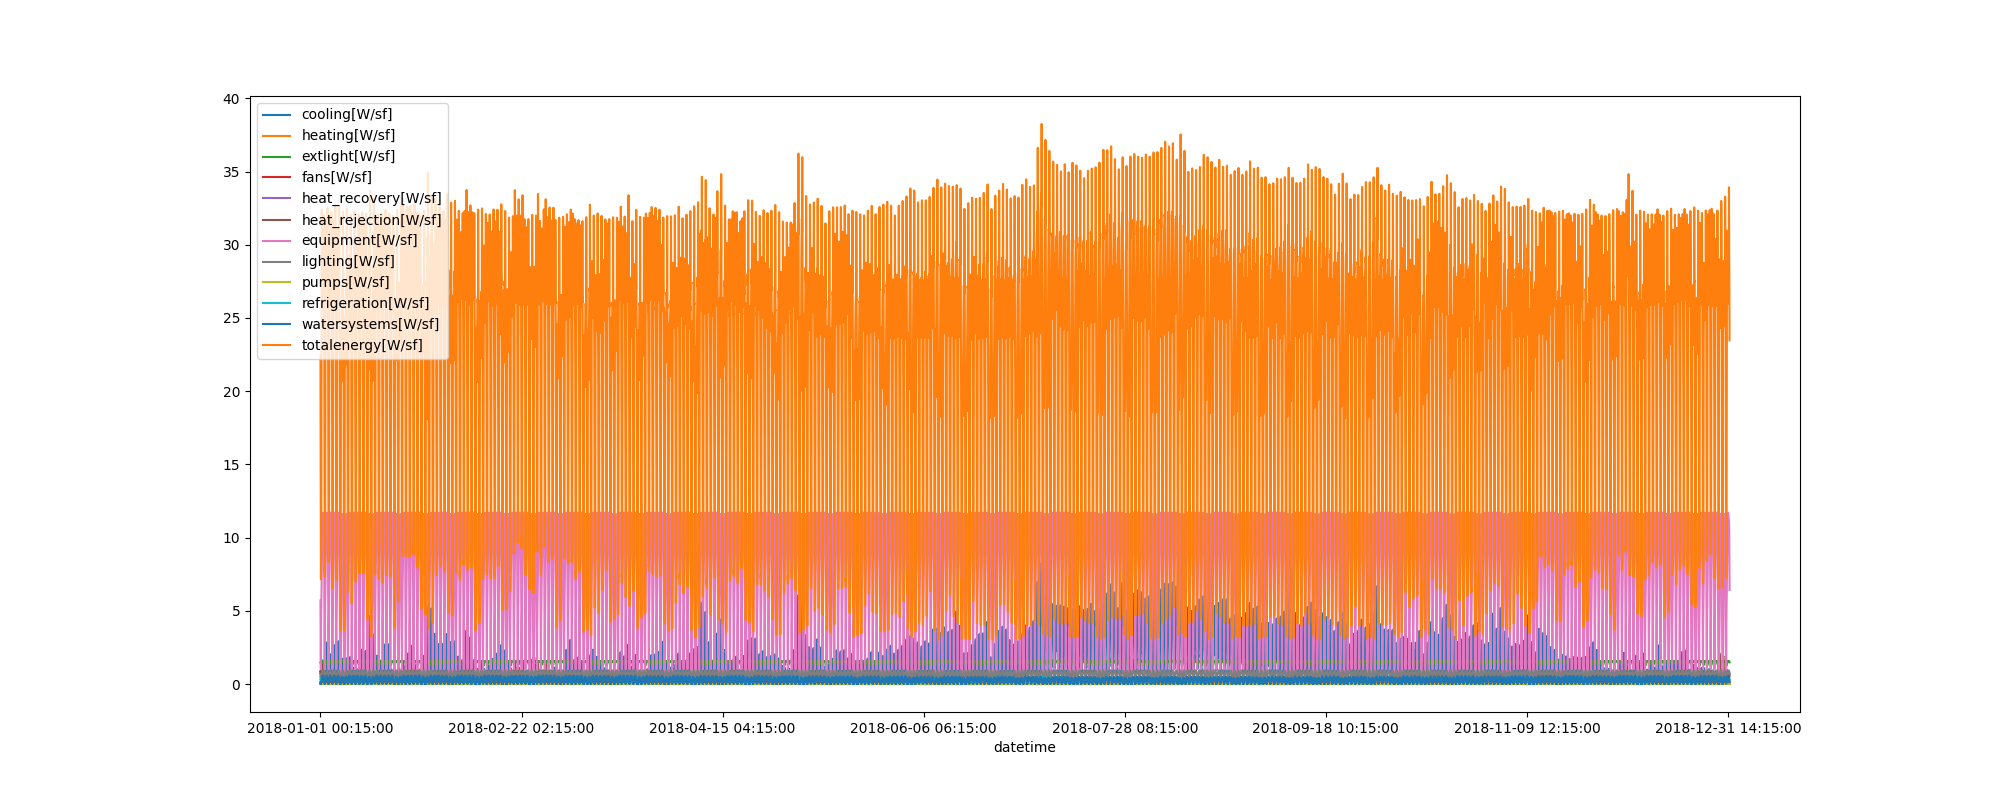 40
35
30
25
20
15
10
5
0
cooling[W/sf]
heating[W/sf]
extlight[W/sf]
fans[W/sf]
heat_recovery[W/sf]
heat_rejection[W/sf]
equipment[W/sf]
lighting[W/sf]
pumps[W/sf]
refrigeration[W/sf]
watersystems[W/sf]
totalenergy[W/sf]
2018-01-01 00:15:00 2018-02-22 02:15:00 2018-04-15 04:15:00 2018-06-06 06:15:00 2018-07-28 08:15:00 2018-09-18 10:15:00 2018-11-09 12:15:00 2018-12-31 14:15:00
datetime